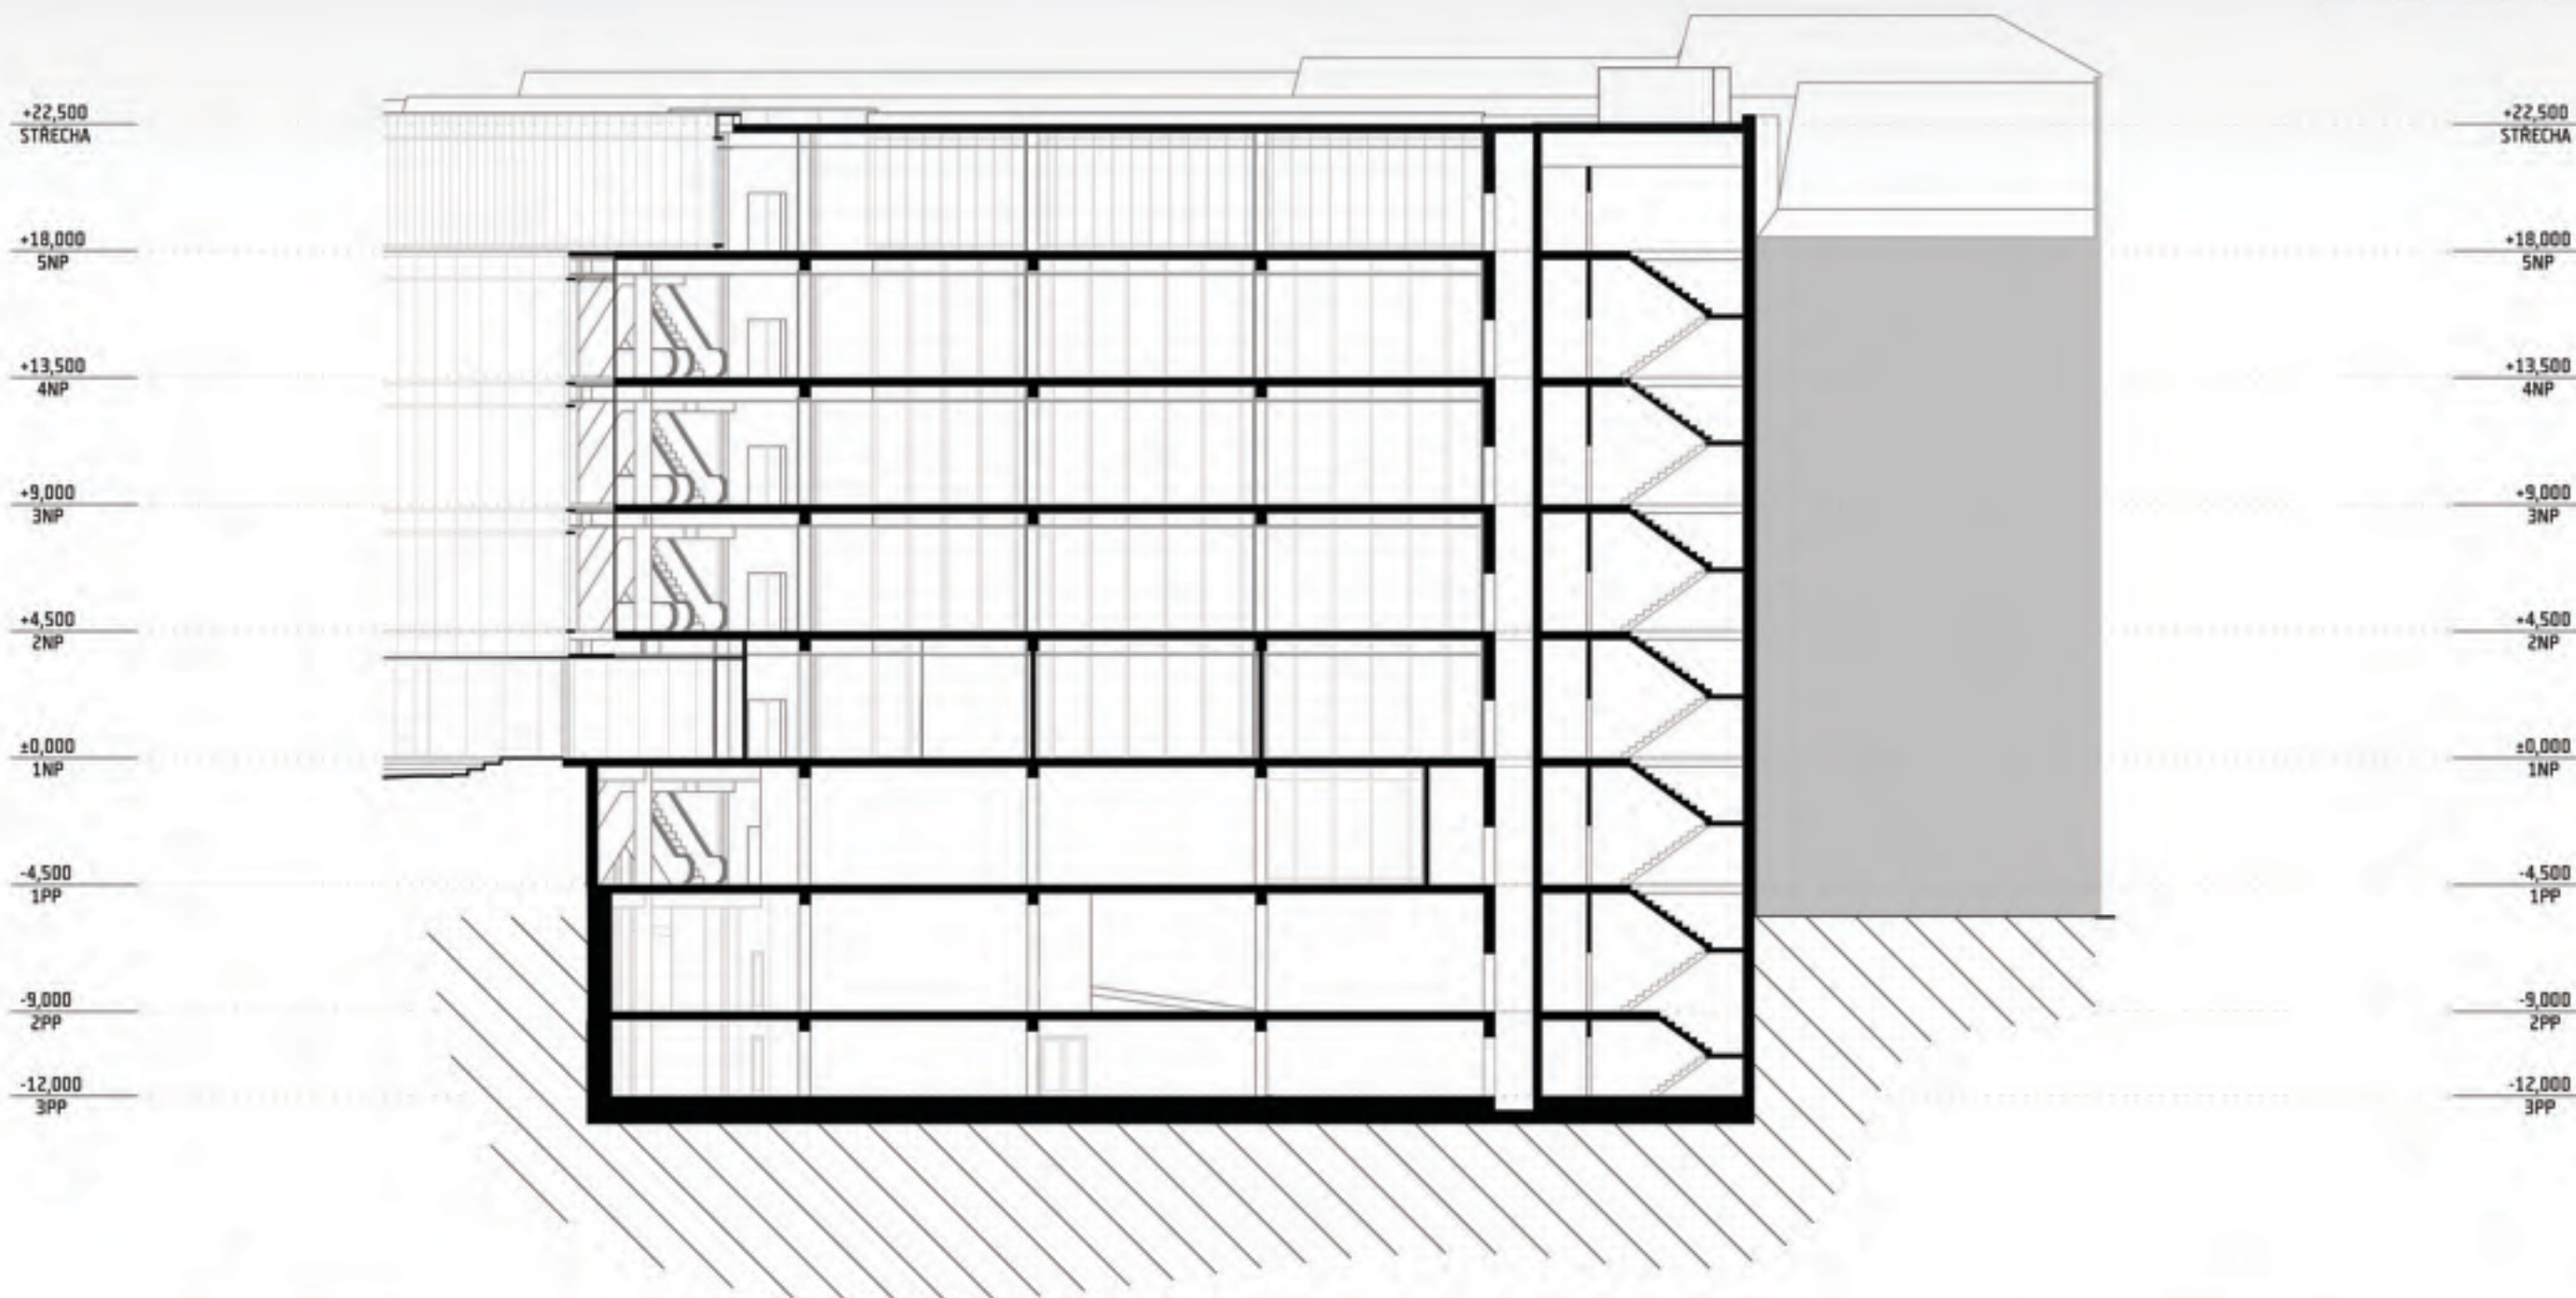 +22,500
STŘECHA
+22,500
STŘECHA
+18,000
5NP
+18,000
5NP
+13,500
4NP
+13,500
4NP
+9,000
3NP
+9,000
3NP
+4,500
2NP
+4,500
2NP
±0,000
1NP
±0,000
1NP
-4,500
1PP
-4,500
1PP
-9,000
2PP
-9,000
2PP
-12,000
3PP
-12,000
3PP